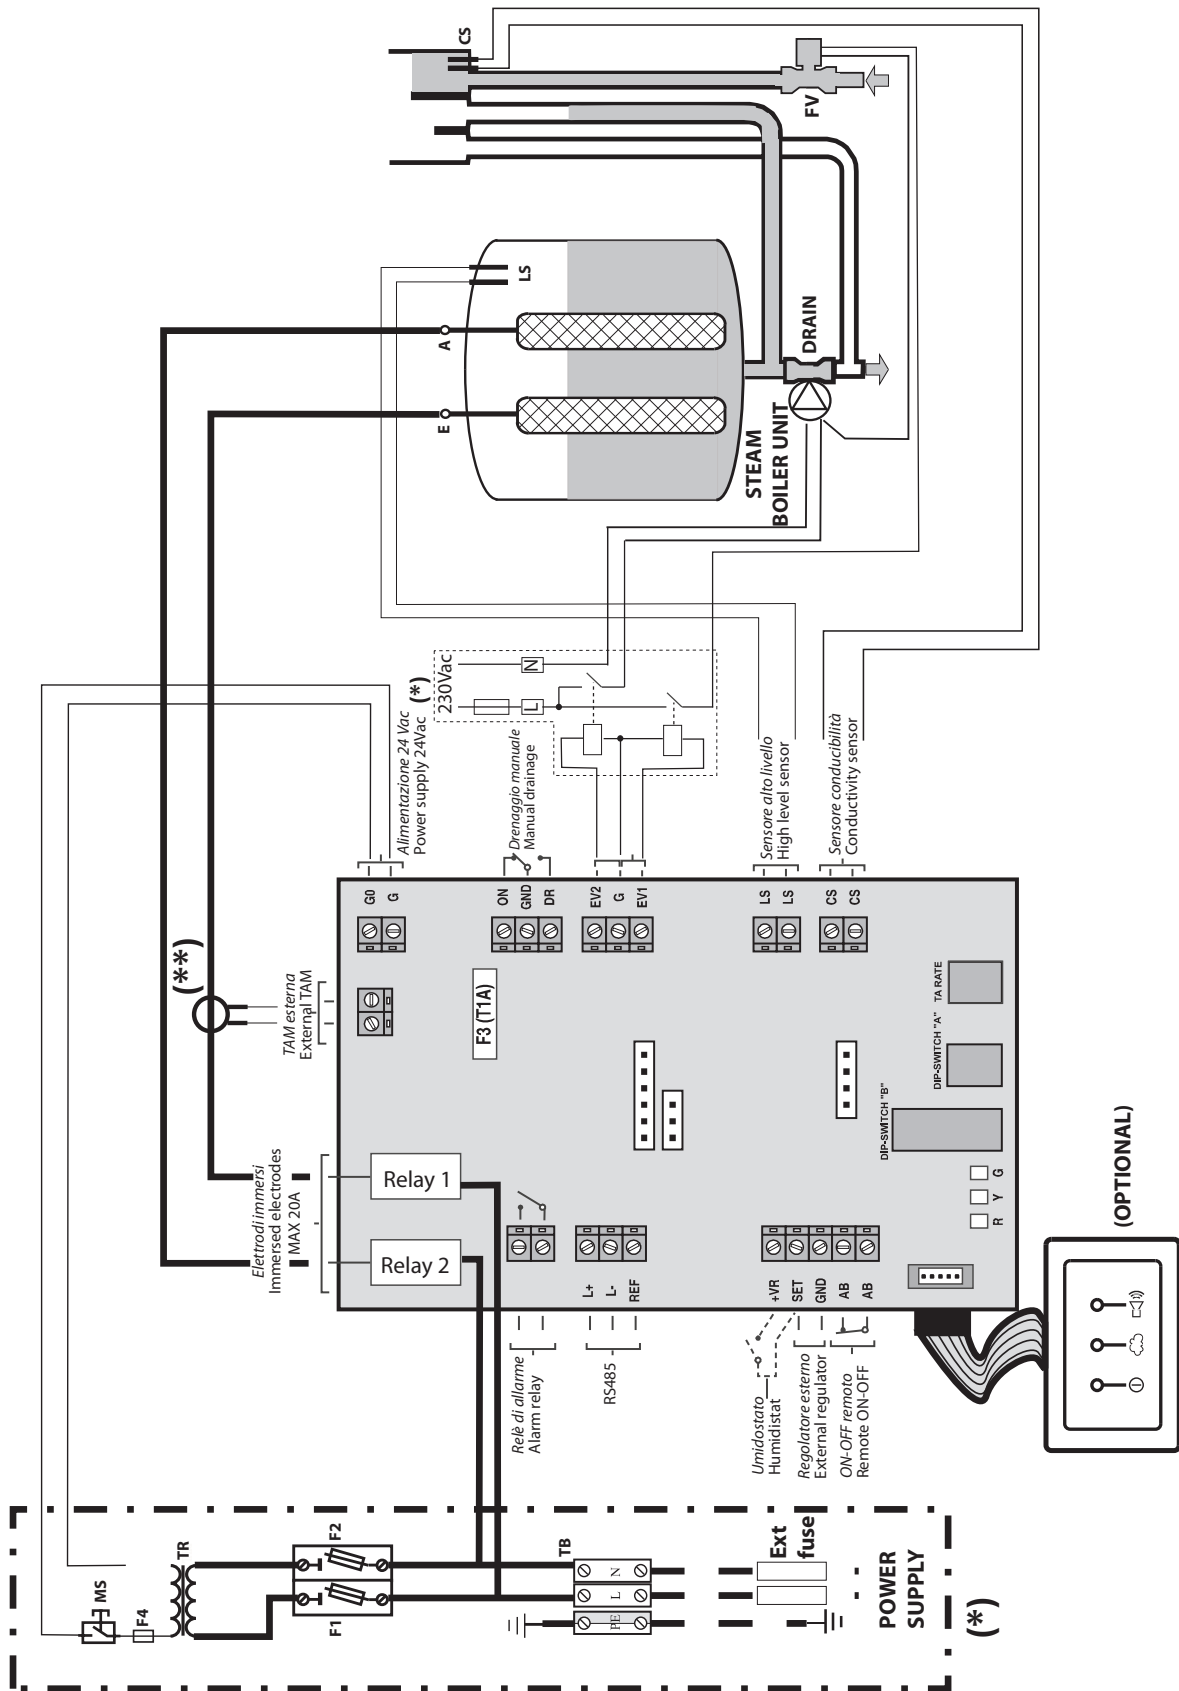 CS
FV
LS
A
E
DRAIN
STEAM
BOILER UNIT
Alimentazione 24 Vac
Power supply 24Vac
(*)
230Vac
N
L
Drenaggio manuale
Manual drainage
Sensore alto livello
High level sensor
Sensore conducibilità
Conductivity sensor
(**)
TAM esterna
External TAM
G0
G
ON
GND
DR
EV2
G
EV1
LS
LS
CS
CS
F3 (T1A)
TA RATE
DIP-SWITCH "A"
DIP-SWITCH "B"
Elettrodi immersi
Immersed electrodes
MAX 20A
Relay 1
Relay 2
R
Y
G
L+
L-
REF
+VR
SET
GND
AB
AB
Relè di allarme
Alarm relay
RS485
Umidostato
Humidistat
Regolatore esterno
External regulator
ON-OFF remoto
Remote ON-OFF
(OPTIONAL)
MS
F4
TR
F2
F1
TB
N
L
PE
Ext
fuse
POWER
SUPPLY
(*)